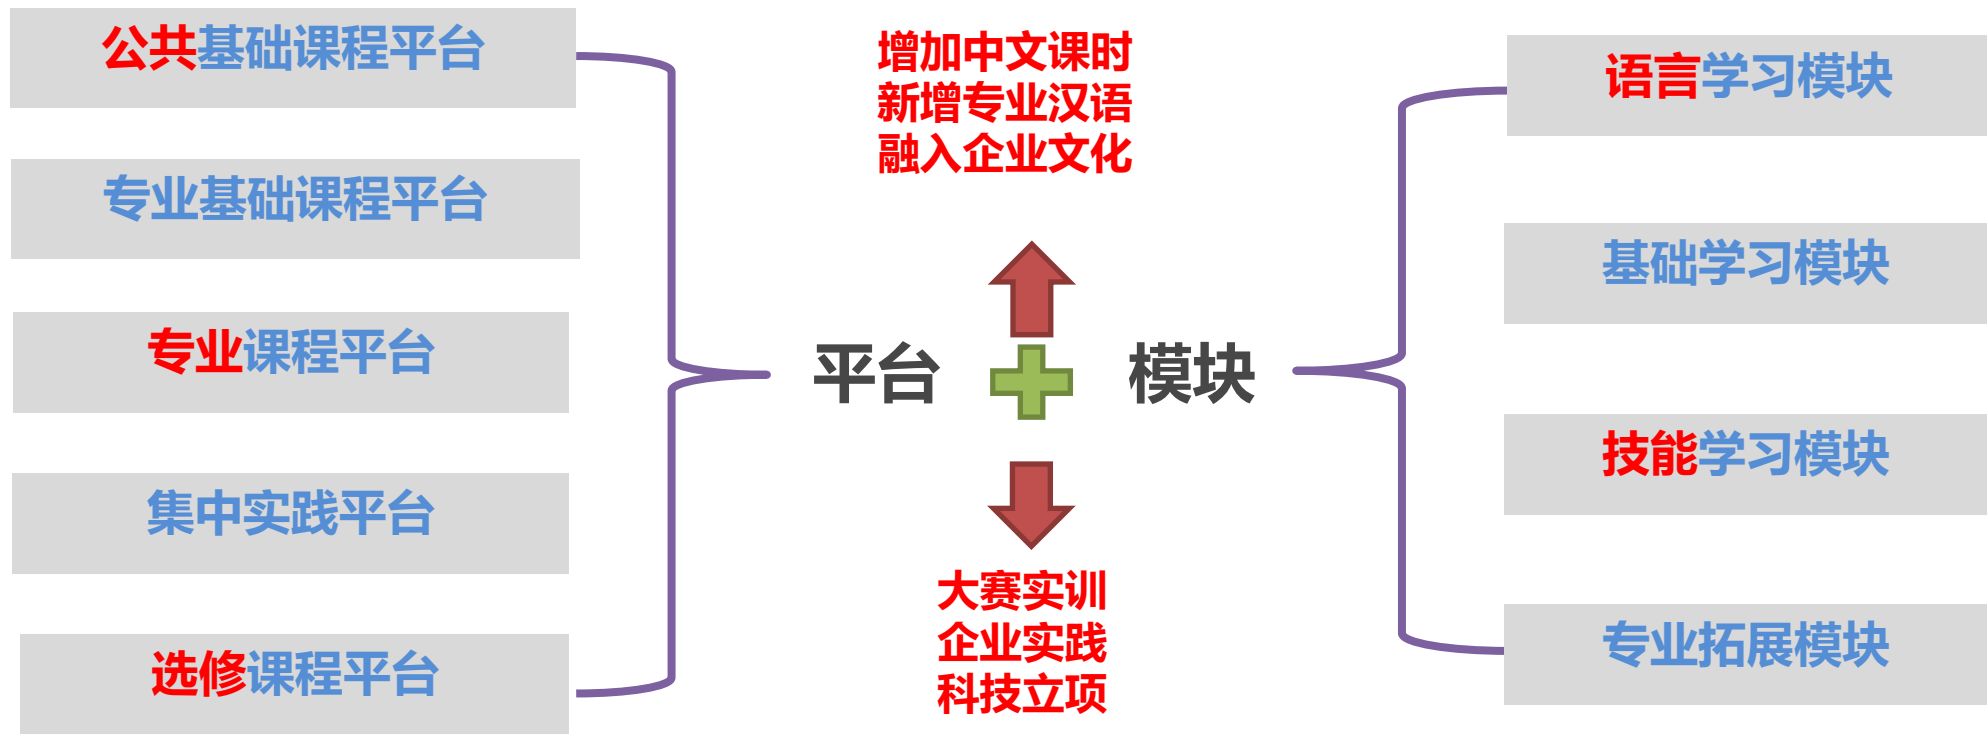 公共基础课程平台
专业基础课程平台
专业课程平台
集中实践平台
选修课程平台
增加中文课时
新增专业汉语
融入企业文化
平台
模块
大赛实训
企业实践
科技立项
语言学习模块
基础学习模块
技能学习模块
专业拓展模块